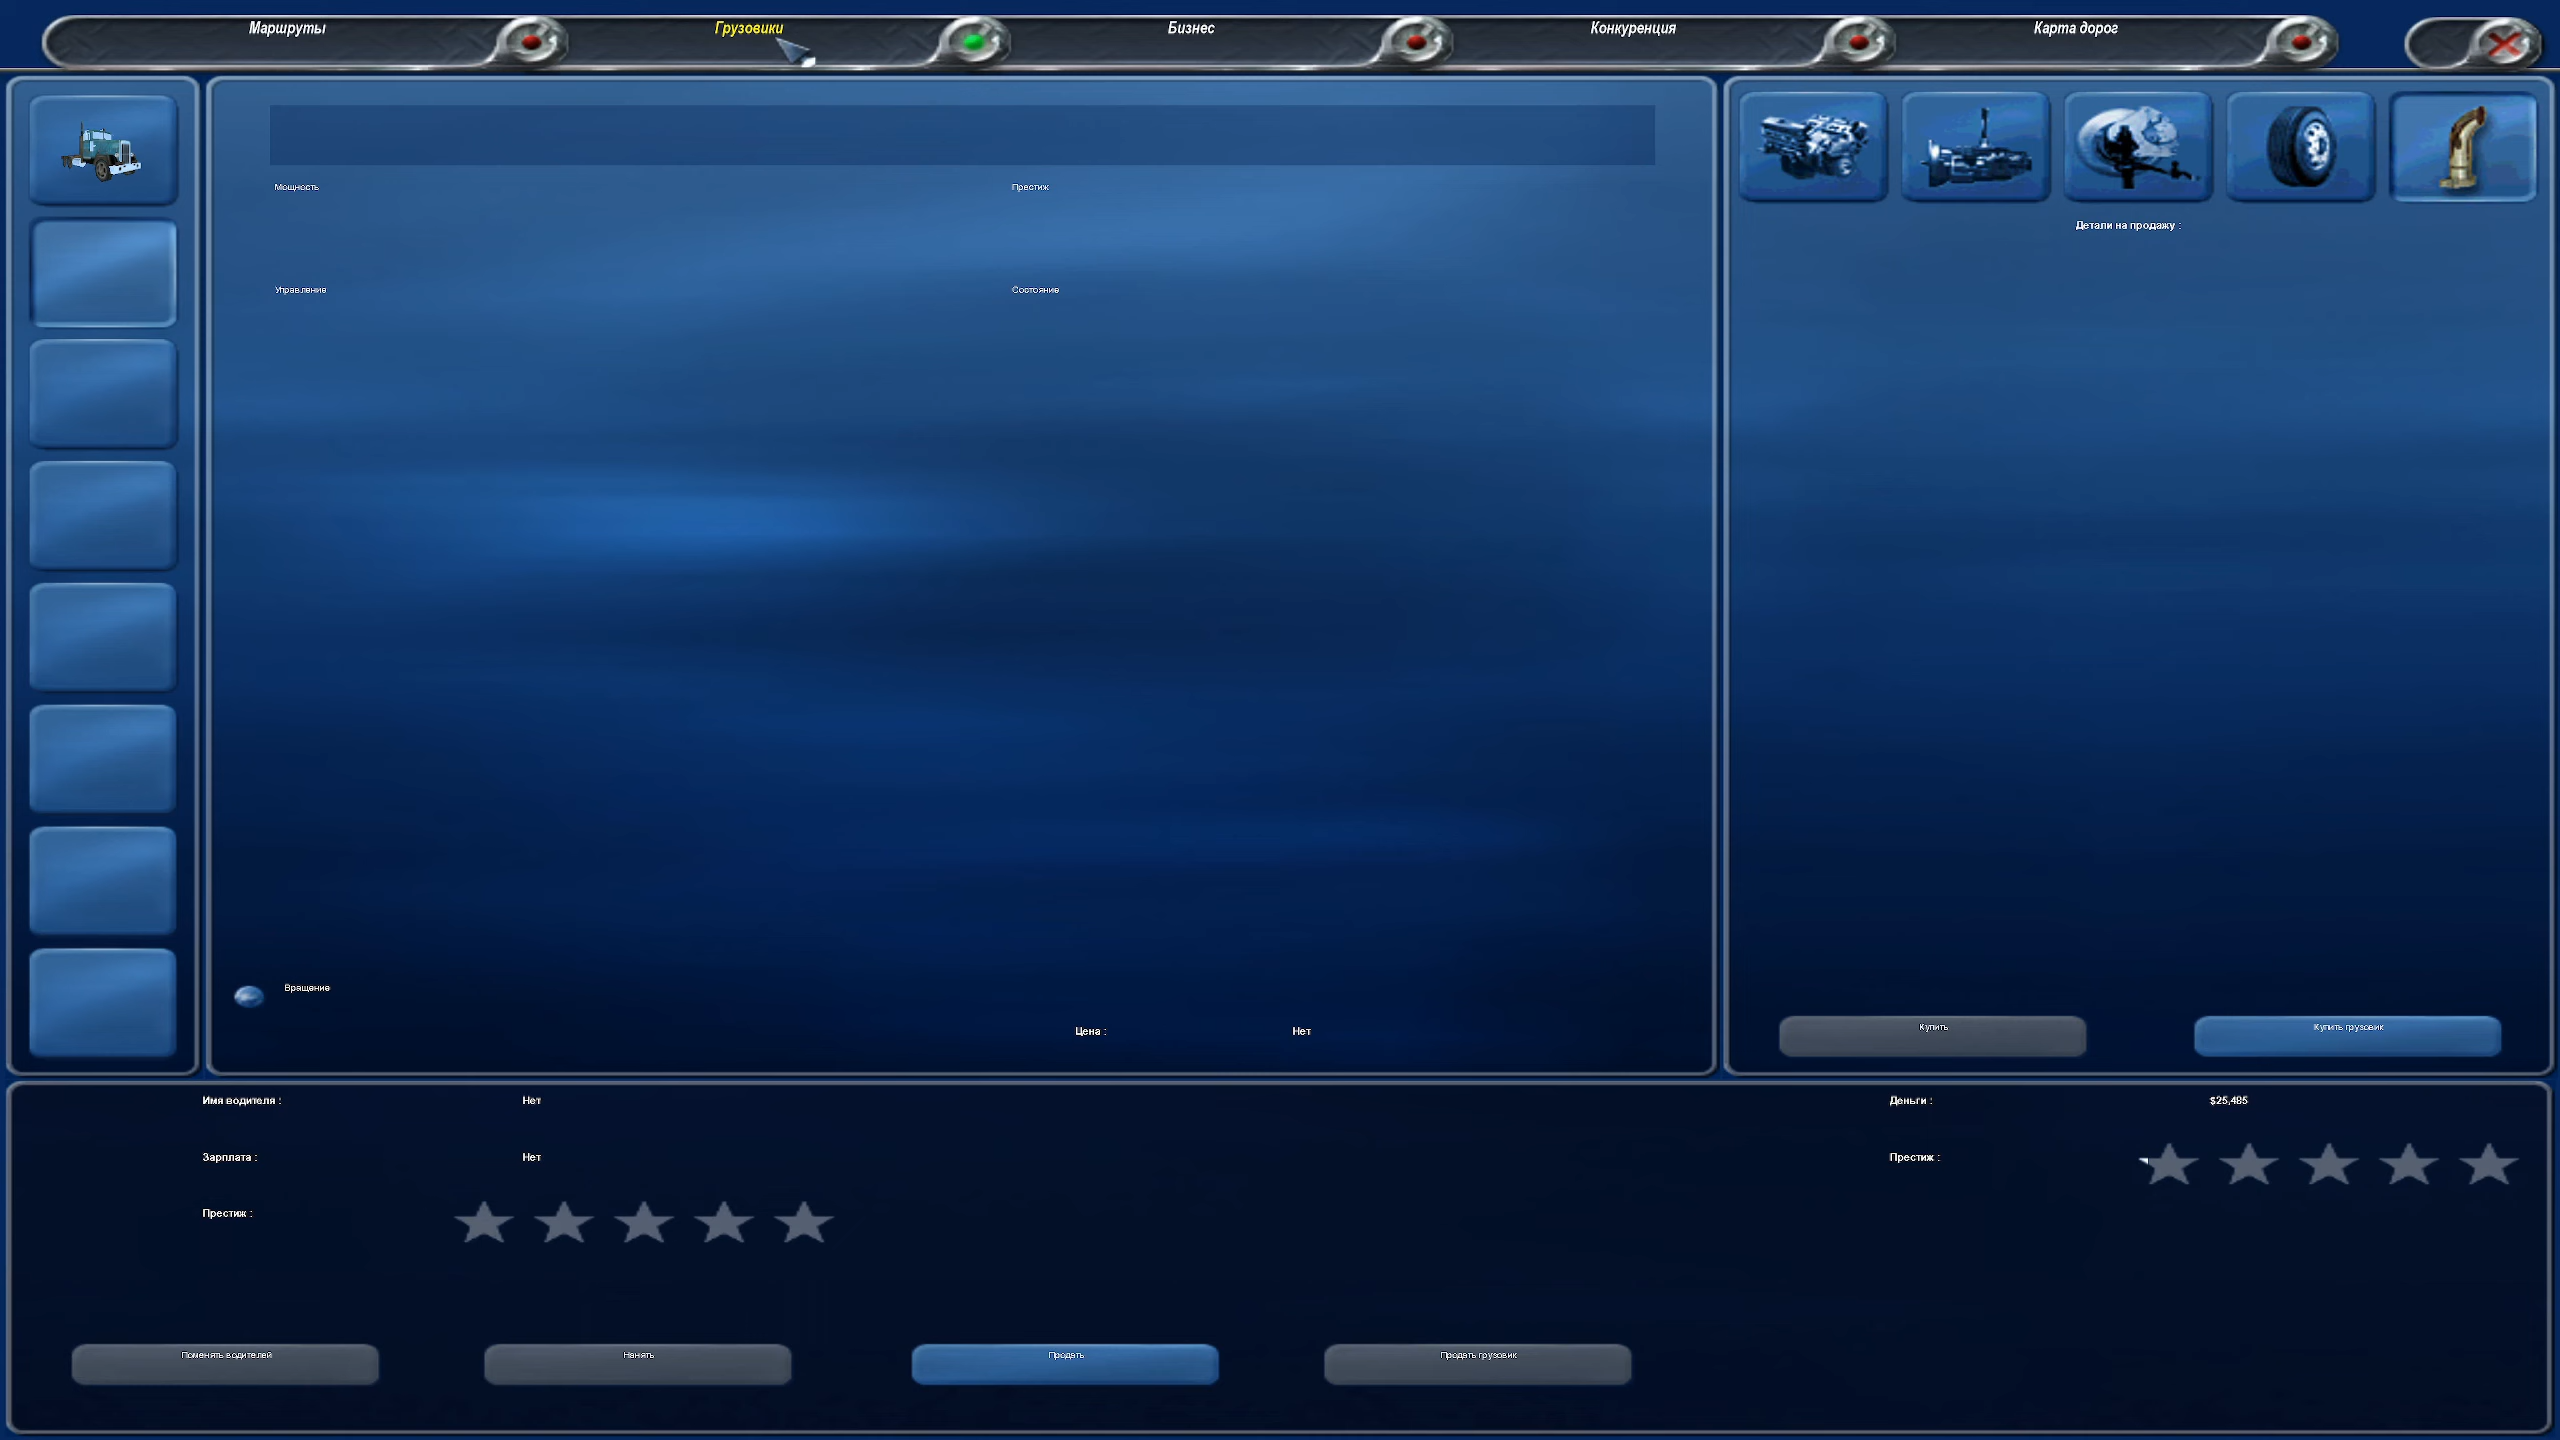 Маршруты
Грузовики
Бизнес
Конкуренция
Карта дорог
Мощность
Престиж
Управление
Состояние
Детали на продажу :
Вращение
Цена :
Нет
Купить
Купить грузовик
Имя водителя :
Нет
Деньги :
$25,485
Зарплата :
Нет
Престиж :
Престиж :
Поменять водителей
Нанять
Продать
Продать грузовик